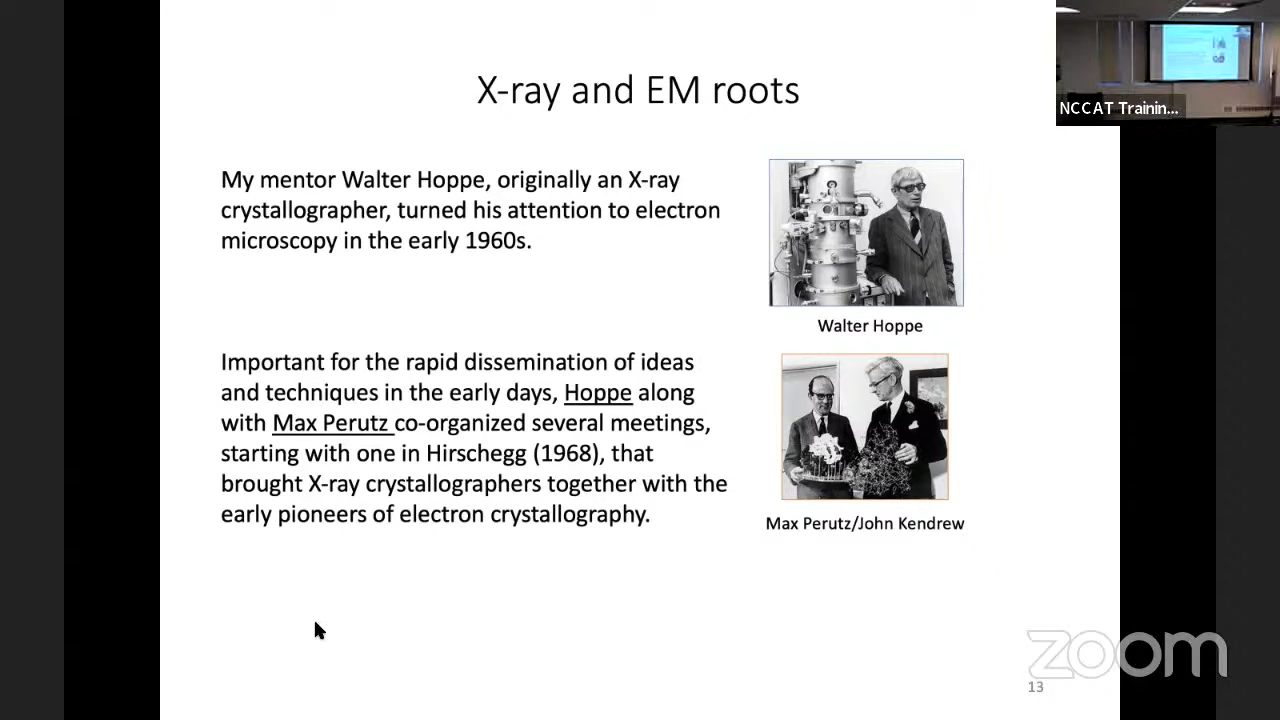 X-ray and EM roots
NCCAT Trainin...
My mentor Walter Hoppe, originally an X-ray
crystallographer, turned his attention to electron
microscopy in the early 1960s.
Walter Hoppe
Important for the rapid dissemination of ideas
and techniques in the early days, Hoppe along
with Max Perutz co-organized several meetings,
starting with one in Hirschegg (1968), that
brought X-ray crystallographers together with the
early pioneers of electron crystallography.
Max Perutz/John Kendrew
zoom
13